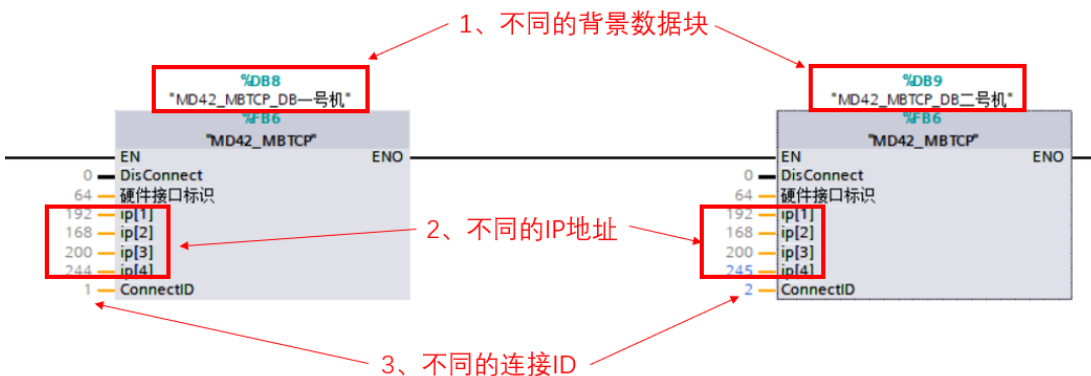 1、不同的背景数据块
%DB8
"MD42_MBTCP_DB一号机"
%FB6
"MD42_MBTCP"
EN
ENO
0
DisConnect
64
硬件接口标识
192
ip[1]
168
ip[2]
200
ip[3]
244
ip[4]
1
ConnectID
%DB9
"MD42_MBTCP_DB二号机"
%FB6
"MD42_MBTCP"
EN
ENO
0
DisConnect
64
硬件接口标识
192
ip[1]
168
ip[2]
200
ip[3]
245
ip[4]
2
ConnectID
2、不同的IP地址
3、不同的连接ID